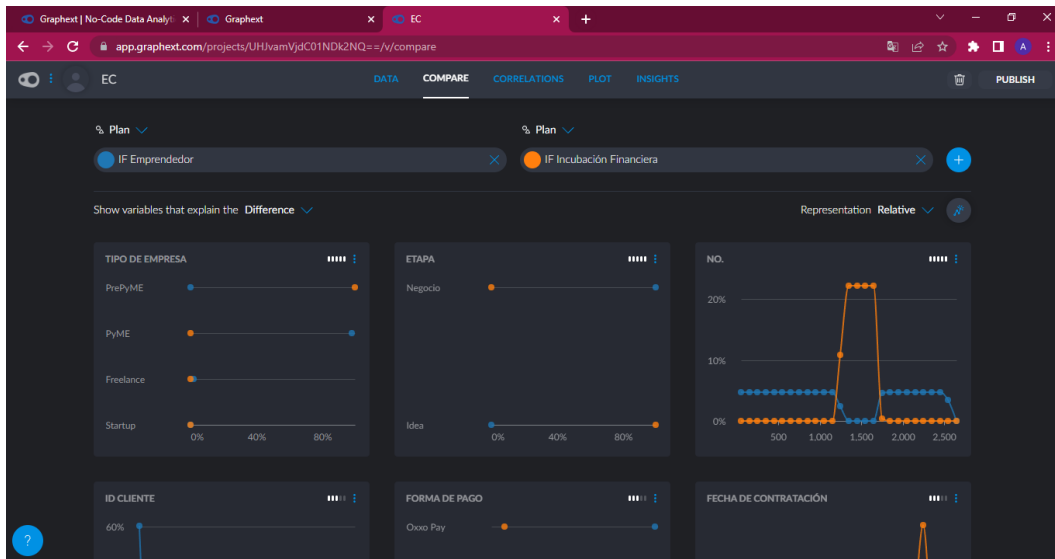 Graphext | No-Code Data Analyti
Graphext
EC
app.graphext.com/projects/UHJvamVjdC01NDk2NQ==/v/compare
A
EC
DATA
COMPARE
CORRELATIONS
PLOT
INSIGHTS
PUBLISH
Plan
Plan
IF Emprendedor
IF Incubación Financiera
+
Show variables that explain the Difference
Representation Relative
TIPO DE EMPRESA
PrePyME
PyME
Freelance
Startup
0% 40% 80%
ETAPA
Negocio
Idea
0% 40% 80%
NO.
20%
10%
0%
500 1,000 1,500 2,000 2,500
ID CLIENTE
60%
FORMA DE PAGO
Oxxo Pay
FECHA DE CONTRATACIÓN
?